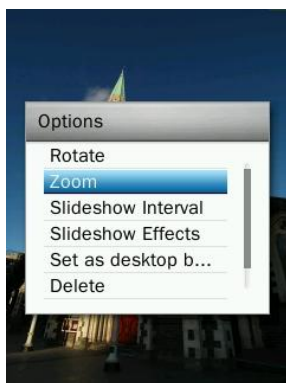 Options
Rotate
Zoom
Slideshow Interval
Slideshow Effects
Set as desktop b...
Delete